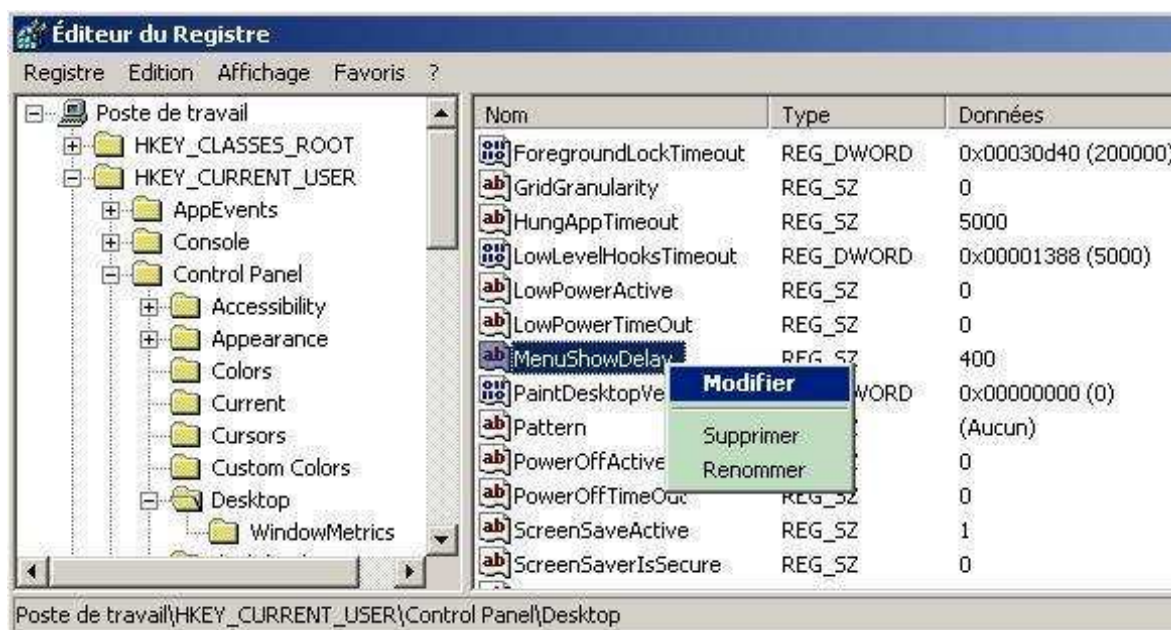 Éditeur du Registre
Registre Edition Affichage Favoris ?
Poste de travail
HKEY_CLASSES_ROOT
HKEY_CURRENT_USER
AppEvents
Console
Control Panel
Accessibility
Appearance
Colors
Current
Cursors
Custom Colors
Desktop
WindowMetrics
Nom Type Données
ForegroundLockTimeout REG_DWORD 0x00030d40 (200000)
GridGranularity REG_SZ 0
HungAppTimeout REG_SZ 5000
LowLevelHooksTimeout REG_DWORD 0x00001388 (5000)
LowPowerActive REG_SZ 0
LowPowerTimeOut REG_SZ 0
MenuShowDelay REG_SZ 400
PaintDesktopVe WORD 0x00000000 (0)
Pattern (Aucun)
PowerOffActive 0
PowerOffTimeOut REG_SZ 0
ScreenSaveActive REG_SZ 1
ScreenSaverIsSecure REG_SZ 0
Modifier
Supprimer
Renommer
Poste de travail\HKEY_CURRENT_USER\Control Panel\Desktop